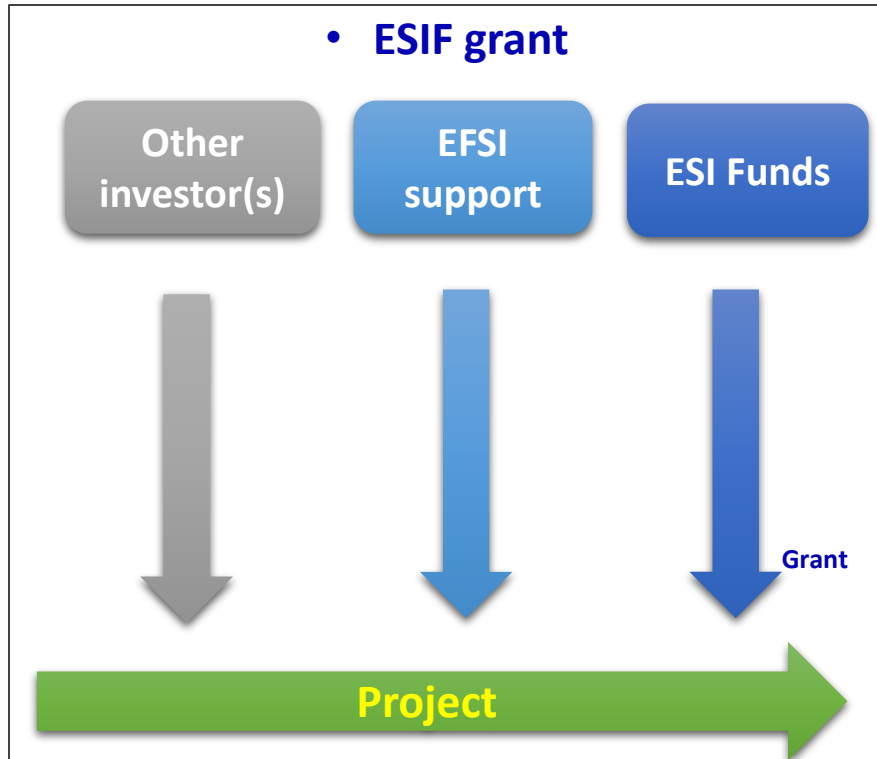 • ESIF grant
Other
investor(s)
EFSI
support
ESI Funds
Grant
Project